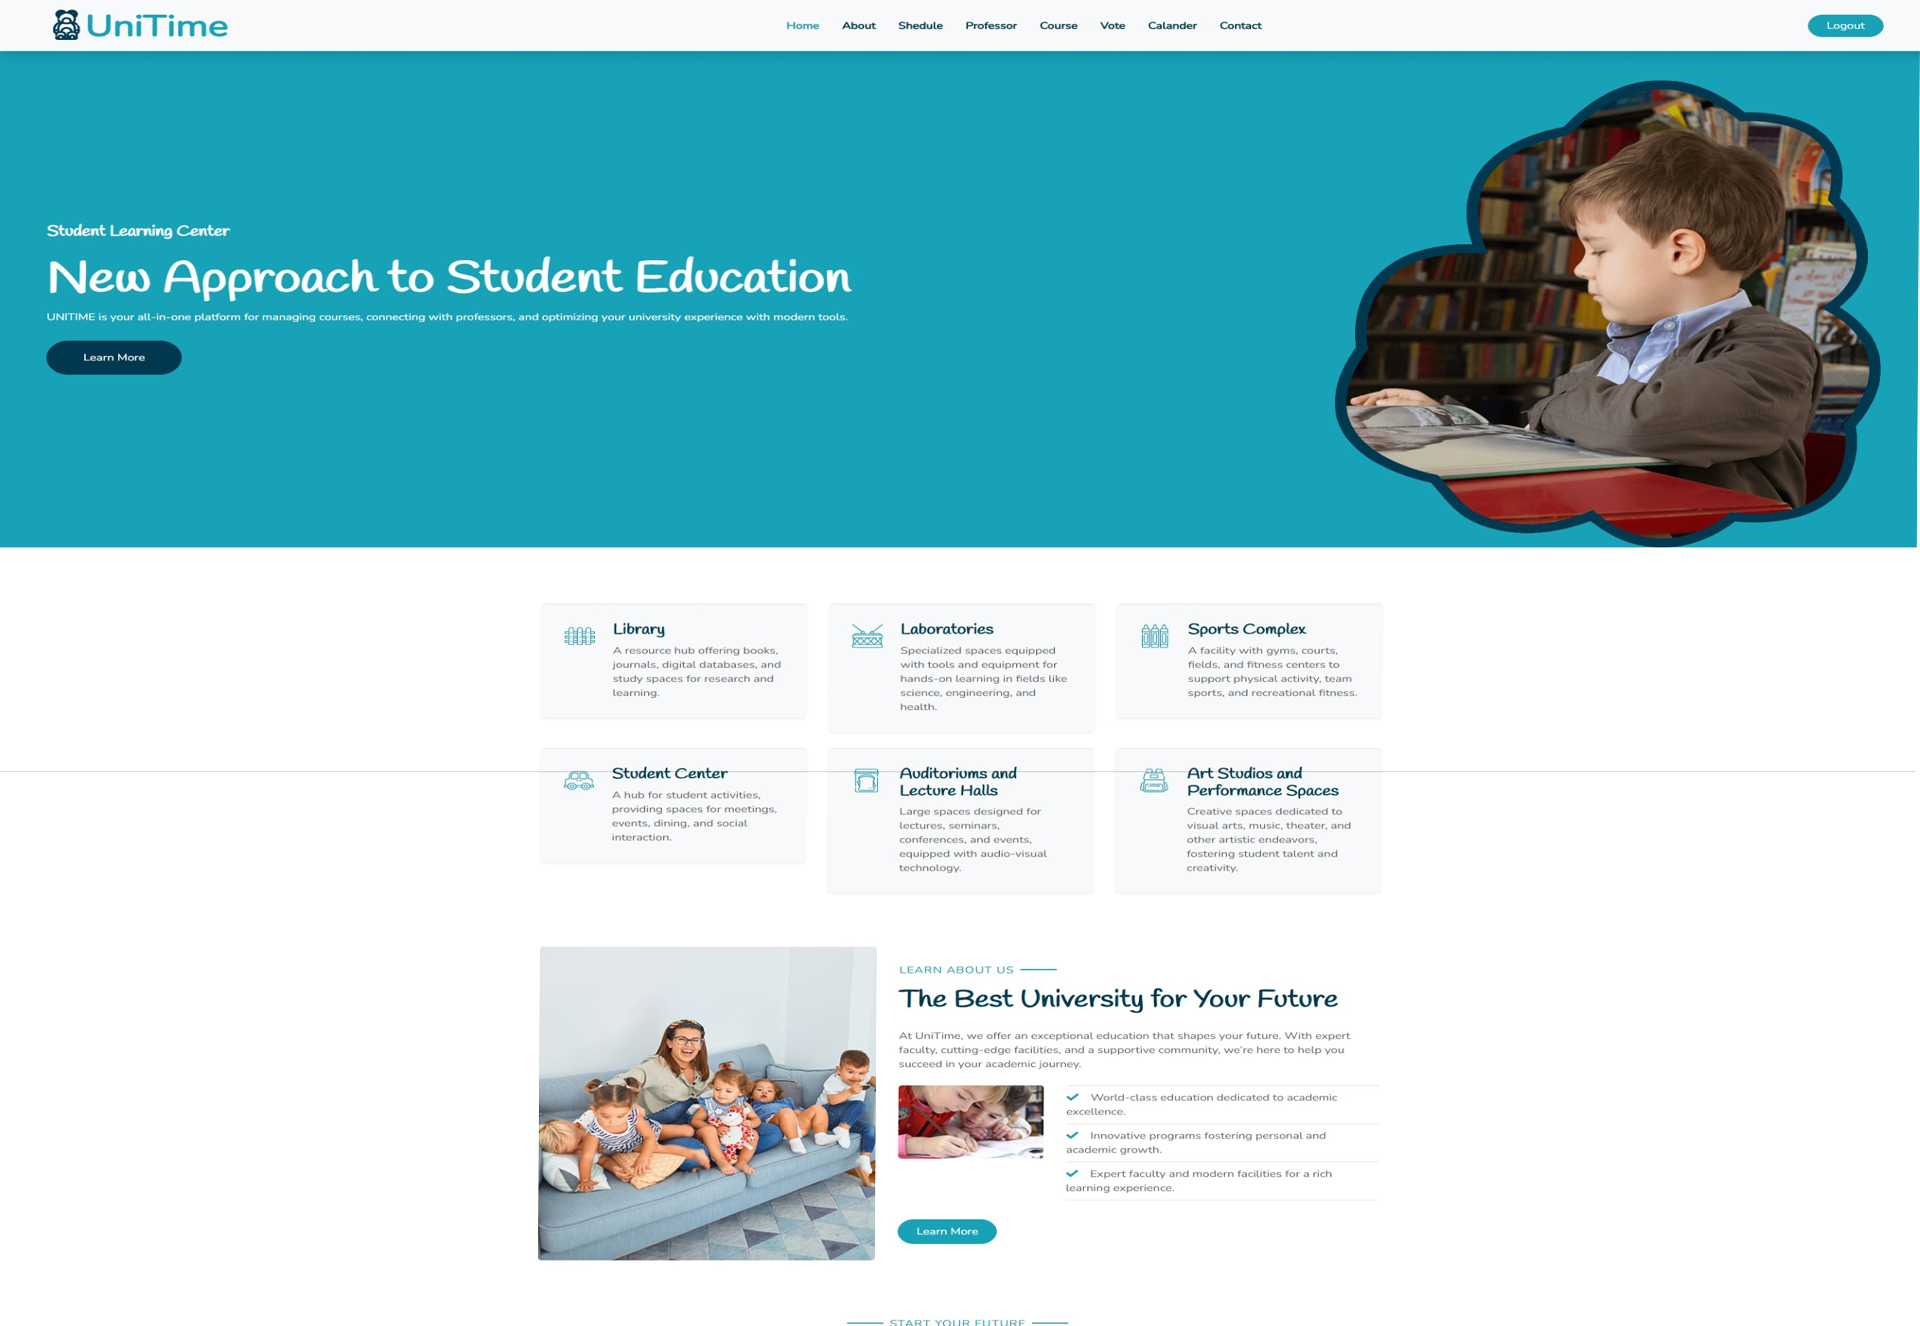 UniTime
Home About Shedule Professor Course Vote Calander Contact
Logout
Student Learning Center
New Approach to Student Education
UNITIME is your all-in-one platform for managing courses, connecting with professors, and optimizing your university experience with modern tools.
Learn More
Library
A resource hub offering books,
journals, digital databases, and
study spaces for research and
learning.
Laboratories
Specialized spaces equipped
with tools and equipment for
hands-on learning in fields like
science, engineering, and
health.
Sports Complex
A facility with gyms, courts,
fields, and fitness centers to
support physical activity, team
sports, and recreational fitness.
Student Center
A hub for student activities,
providing spaces for meetings,
events, dining, and social
interaction.
Auditoriums and
Lecture Halls
Large spaces designed for
lectures, seminars,
conferences, and events,
equipped with audio-visual
technology.
Art Studios and
Performance Spaces
Creative spaces dedicated to
visual arts, music, theater, and
other artistic endeavors,
fostering student talent and
creativity.
LEARN ABOUT US
The Best University for Your Future
At UniTime, we offer an exceptional education that shapes your future. With expert
faculty, cutting-edge facilities, and a supportive community, we're here to help you
succeed in your academic journey.
World-class education dedicated to academic
excellence.
Innovative programs fostering personal and
academic growth.
Expert faculty and modern facilities for a rich
learning experience.
Learn More
START YOUR FUTURE